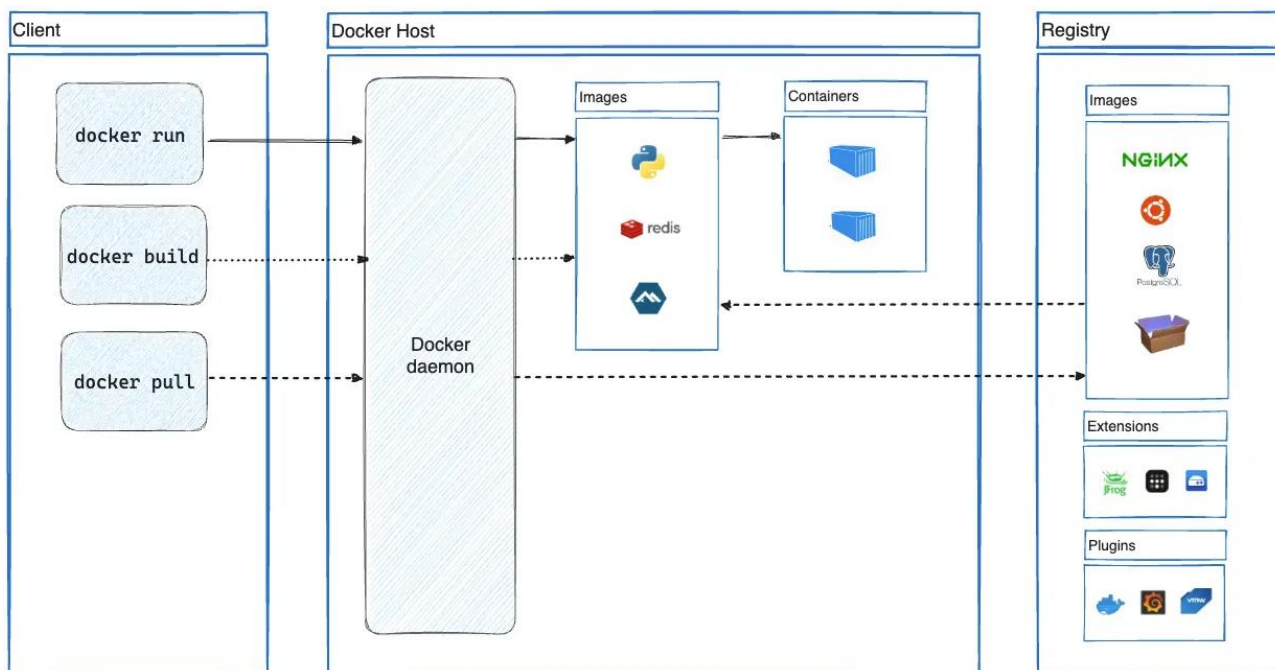 Client
Docker Host
Registry
docker run
docker build
docker pull
Docker
daemon
Images
redis
Containers
Images
NGINX
PostgreSQL
Extensions
JFrog
Plugins
vmw